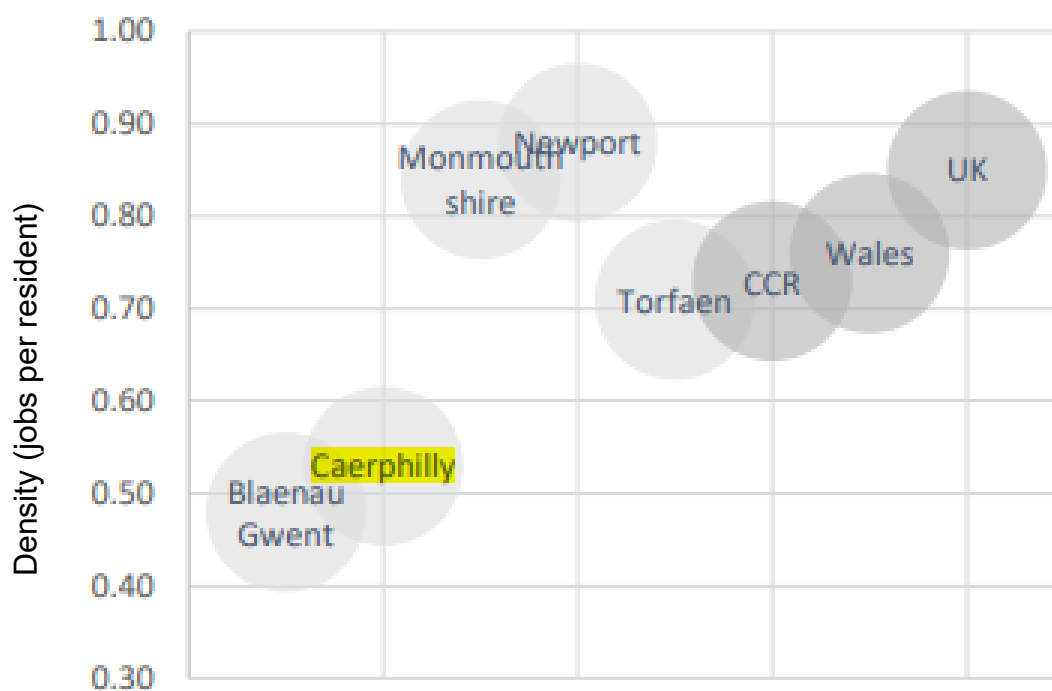 Density (jobs per resident)
1.00
0.90
0.80
0.70
0.60
0.50
0.40
0.30
Monmouth
shire
Newport
UK
Wales
CCR
Torfaen
Caerphilly
Blaenau
Gwent